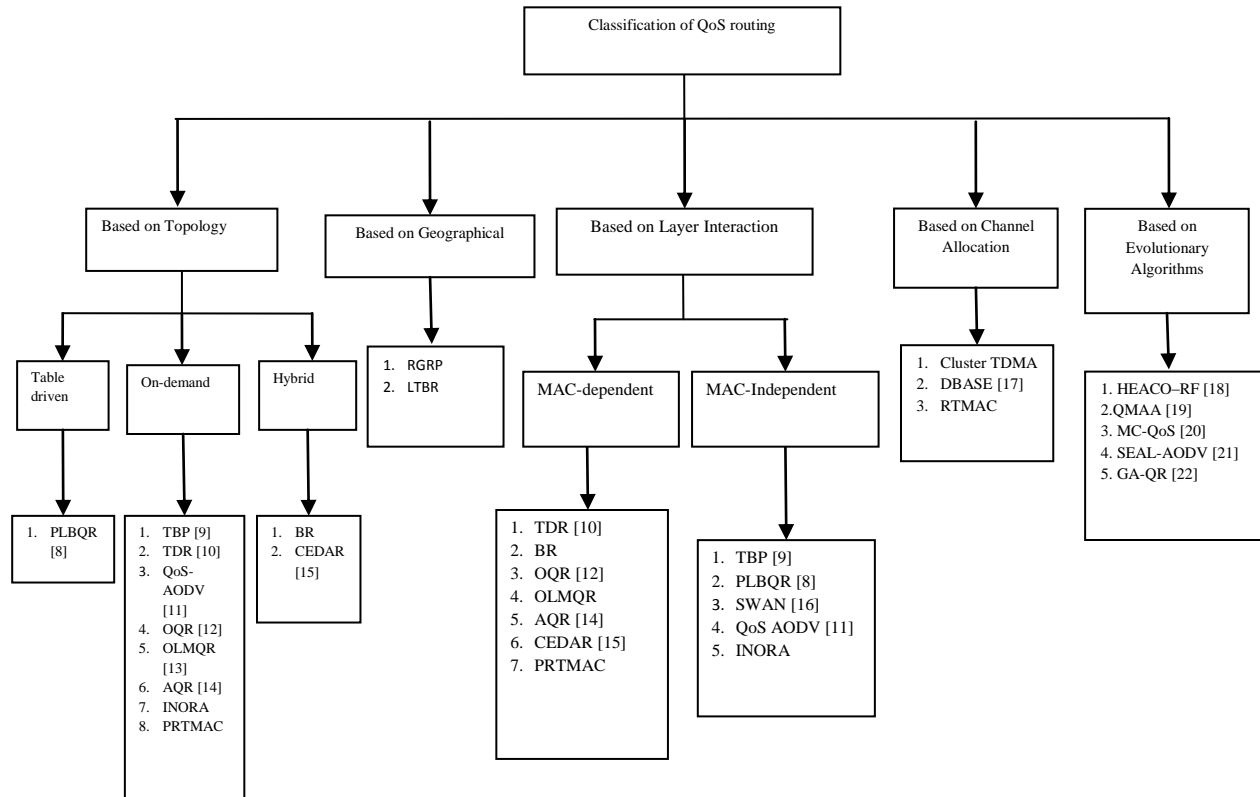 Classification of QoS routing
Based on Topology
Based on Geographical
Based on Layer Interaction
Based on Channel
Allocation
Based on
Evolutionary
Algorithms
Table
driven
On-demand
Hybrid
1. RGRP
2. LTBR
MAC-dependent
MAC-Independent
1. Cluster TDMA
2. DBASE [17]
3. RTMAC
1. HEACO–RF [18]
2.QMAA [19]
3. MC-QoS [20]
4. SEAL-AODV [21]
5. GA-QR [22]
1. PLBQR
[8]
1. TBP [9]
2. TDR [10]
3. QoS-
AODV
[11]
4. OQR [12]
5. OLMQR
[13]
6. AQR [14]
7. INORA
8. PRTMAC
1. BR
2. CEDAR
[15]
1. TDR [10]
2. BR
3. OQR [12]
4. OLMQR
5. AQR [14]
6. CEDAR [15]
7. PRTMAC
1. TBP [9]
2. PLBQR [8]
3. SWAN [16]
4. QoS AODV [11]
5. INORA